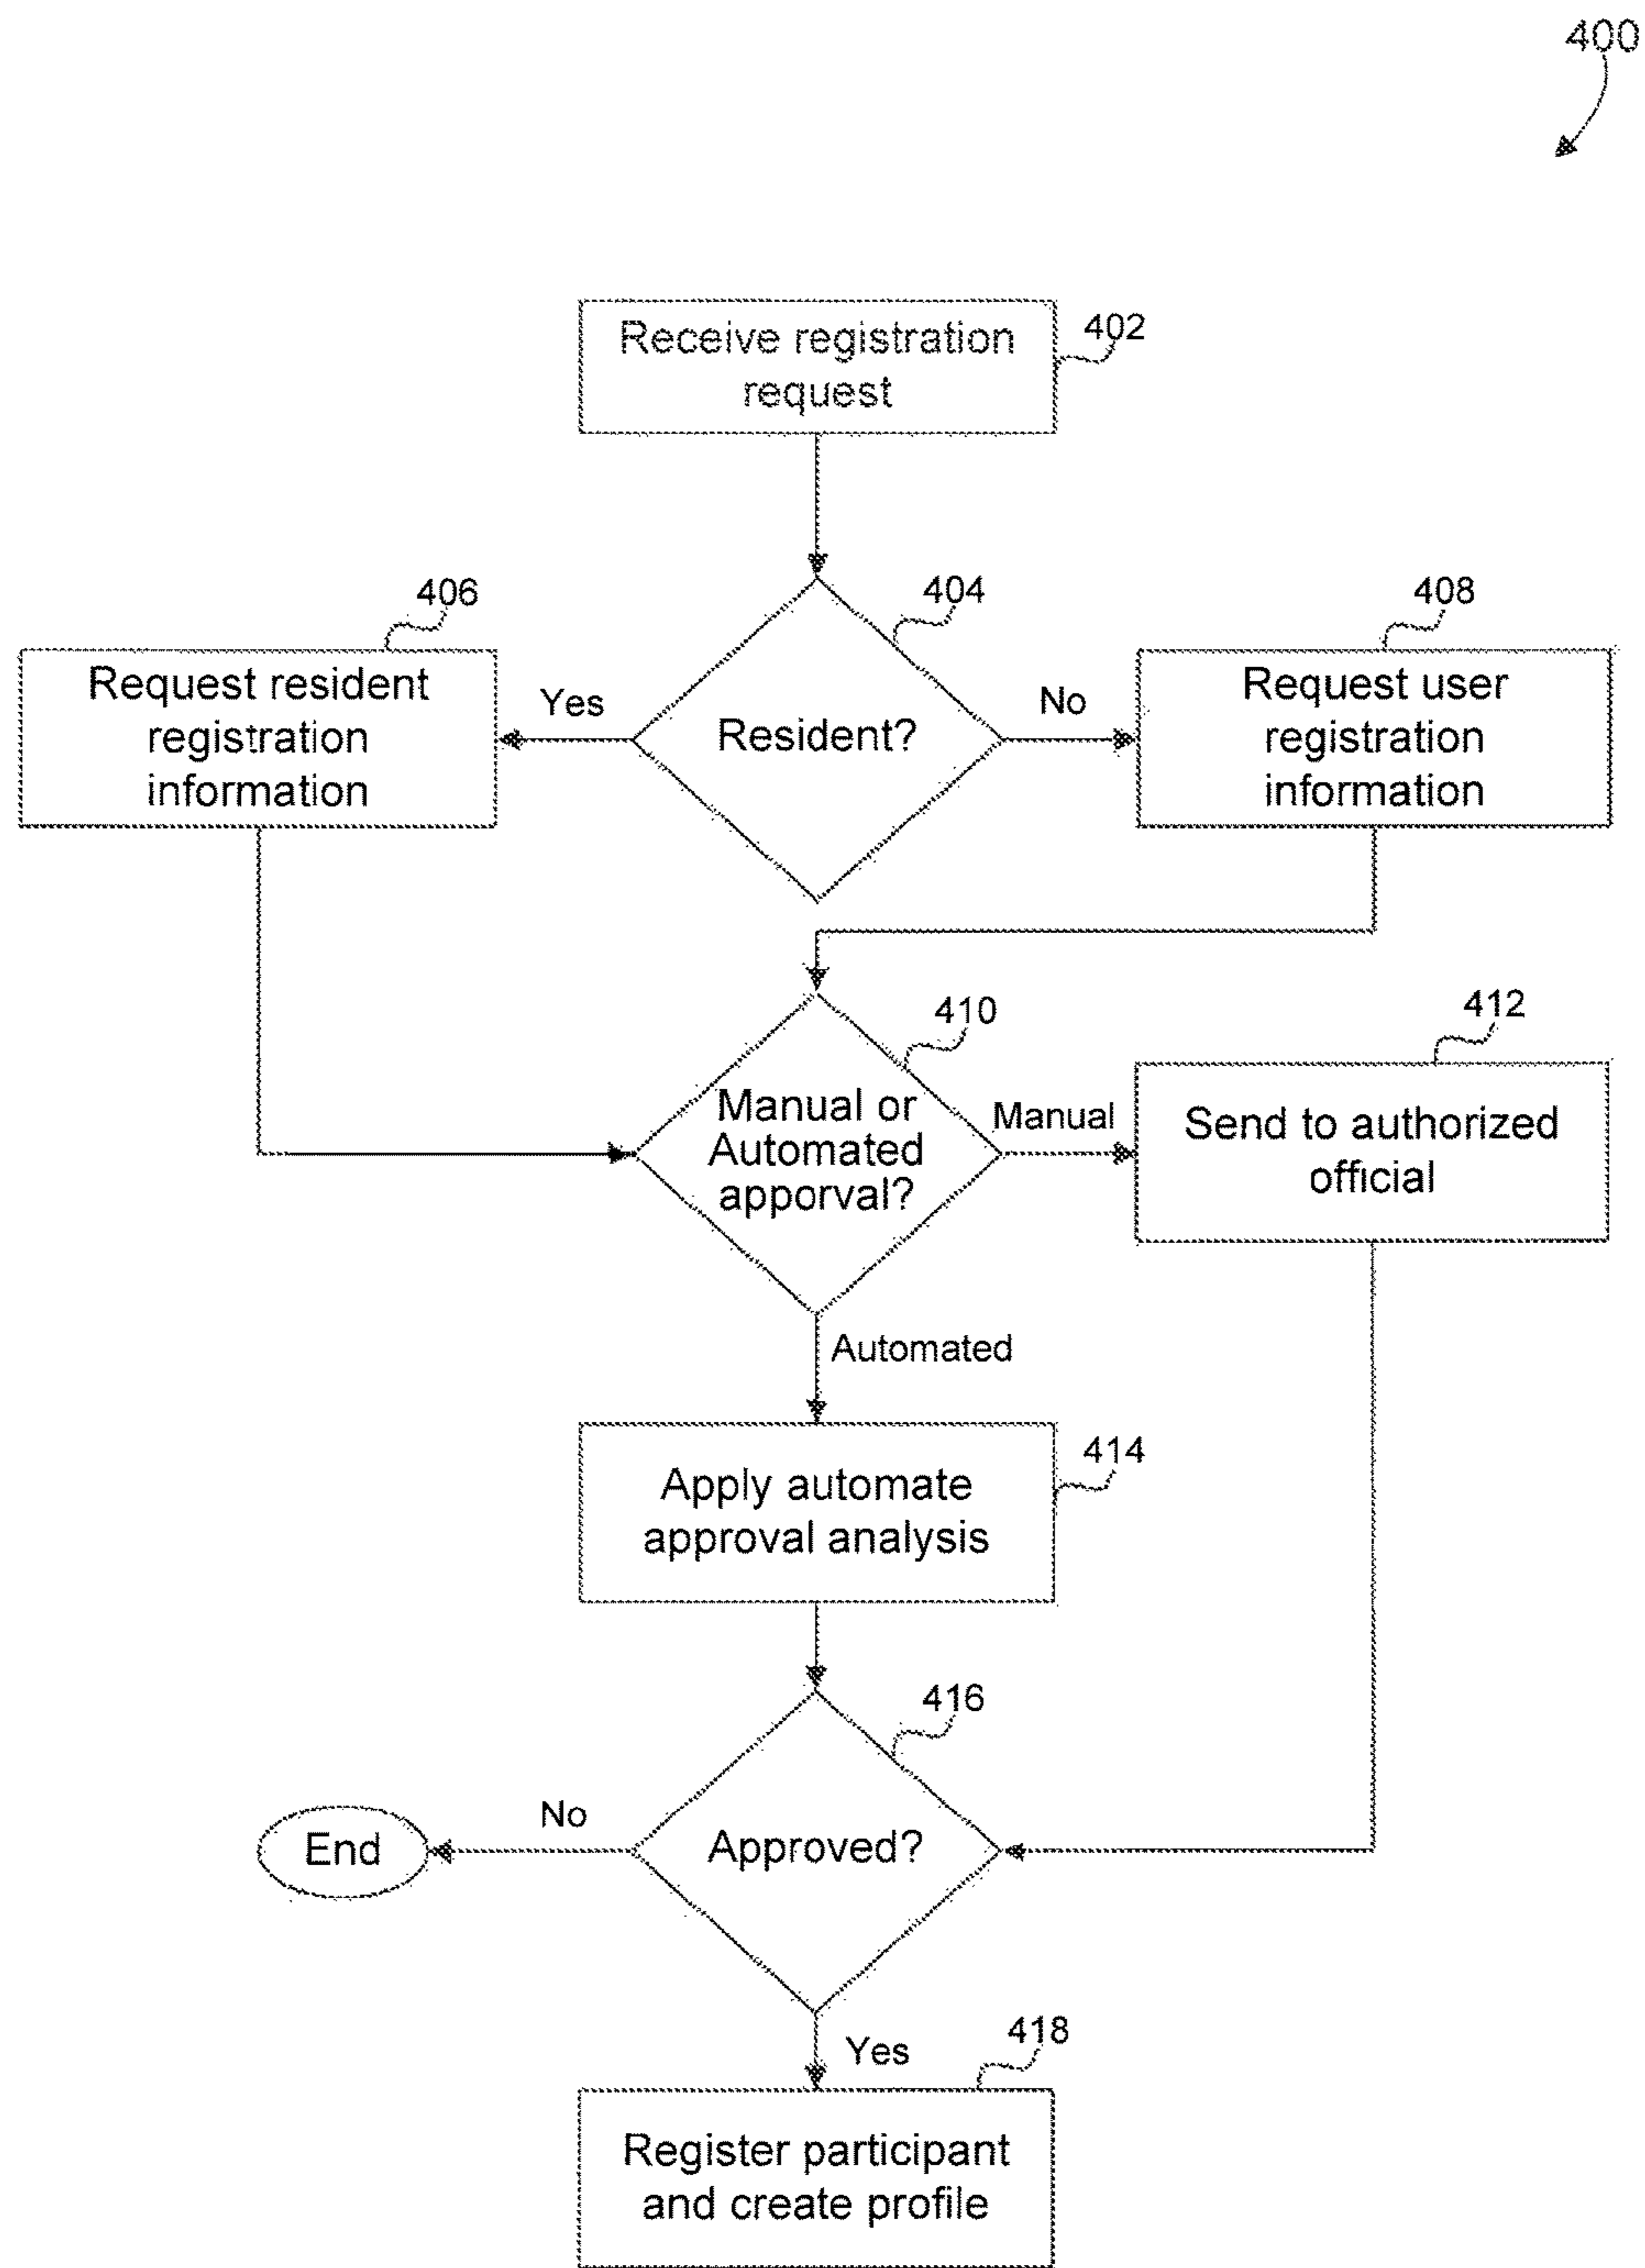 400
Receive registration
request
402
404
406
408
Request resident
registration
information
Yes
Resident?
No
Request user
registration
information
410
412
Manual or
Automated
apporval?
Manual
Send to authorized
official
Automated
414
Apply automate
approval analysis
416
No
End
Approved?
Yes
418
Register participant
and create profile